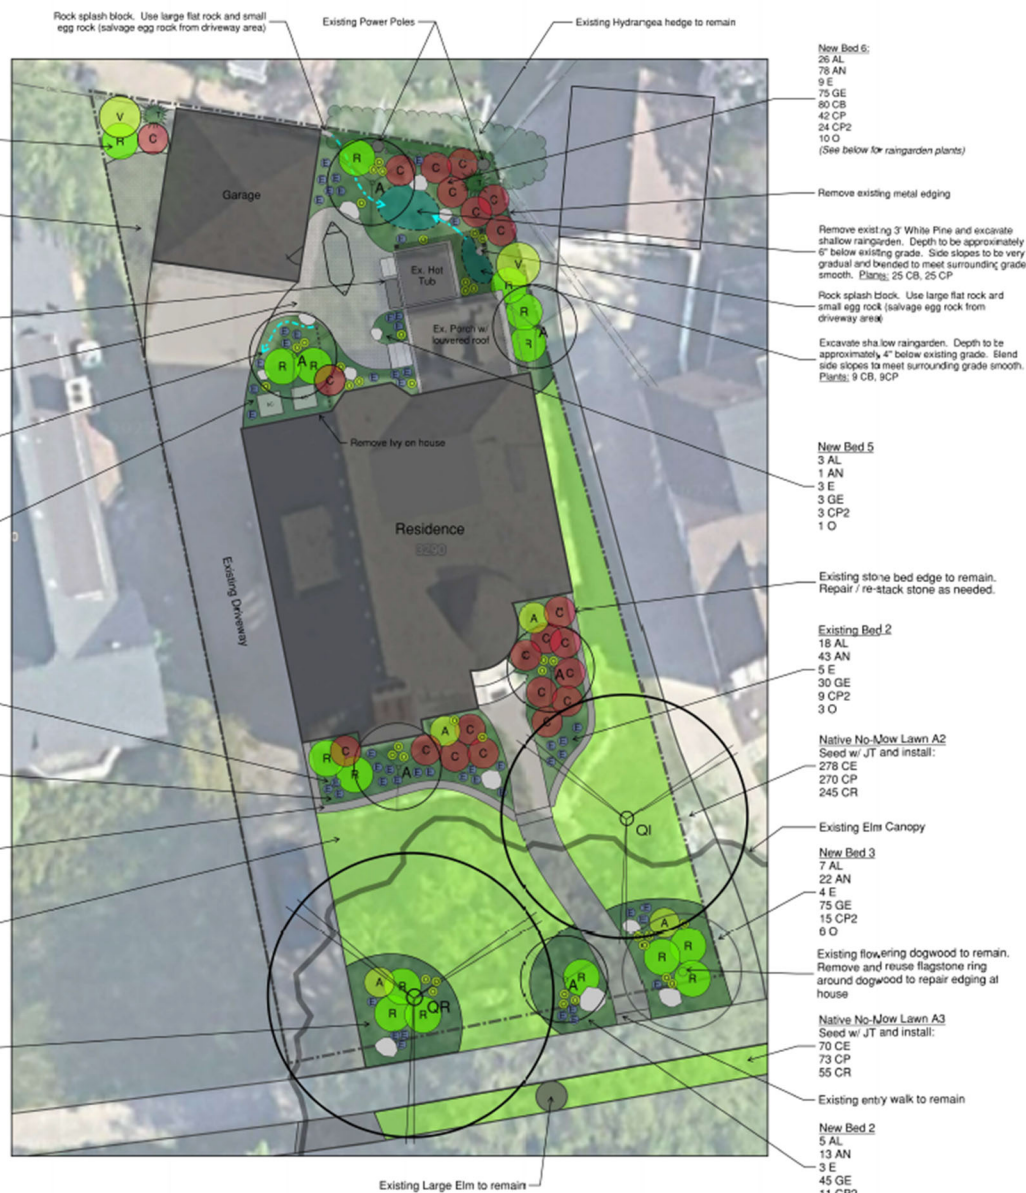 Rock splash block. Use large flat rock and small
egg rock (salvage egg rock from driveway area)
Existing Power Poles
Existing Hydrangea hedge to remain
New Bed 6:
26 AL
78 AN
9 E
75 GE
80 CB
42 CP
24 CP2
10 O
(See below for raingarden plants)
Remove existing metal edging
Remove existing 3' White Pine and excavate
shallow raingarden. Depth to be approximately
6" below existing grade. Side slopes to be very
gradual and blended to meet surrounding grade
smooth. Plants: 25 CB, 25 CP
Rock splash block. Use large flat rock and
small egg rock (salvage egg rock from
driveway area)
Excavate shallow raingarden. Depth to be
approximately 4" below existing grade. Blend
side slopes to meet surrounding grade smooth.
Plants: 9 CB, 9CP
New Bed 5
3 AL
1 AN
3 E
3 GE
3 CP2
1 O
Existing stone bed edge to remain.
Repair / re-stack stone as needed.
Existing Bed 2
18 AL
43 AN
5 E
30 GE
9 CP2
3 O
Native No-Mow Lawn A2
Seed w/ JT and install:
278 CE
270 CP
245 CR
Existing Elm Canopy
New Bed 3
7 AL
22 AN
4 E
75 GE
15 CP2
6 O
Existing flowering dogwood to remain.
Remove and reuse flagstone ring
around dogwood to repair edging at
house
Native No-Mow Lawn A3
Seed w/ JT and install:
70 CE
73 CP
55 CR
Existing entry walk to remain
New Bed 2
5 AL
13 AN
3 E
45 GE
11 CP2
V
R
C
Garage
R
A
C
C
C
C
C
C
C
V
R
R
R
A
Ex. Hot
Tub
Ex. Porch w/
louvered roof
R
A
R
C
AC
Remove Ivy on house
Residence
Existing Driveway
A
C
C
C
C
C
A
C
C
C
C
R
C
R
A
C
A
C
C
C
QI
A
R
R
R
QR
A
R
R
R
A
R
Existing Large Elm to remain